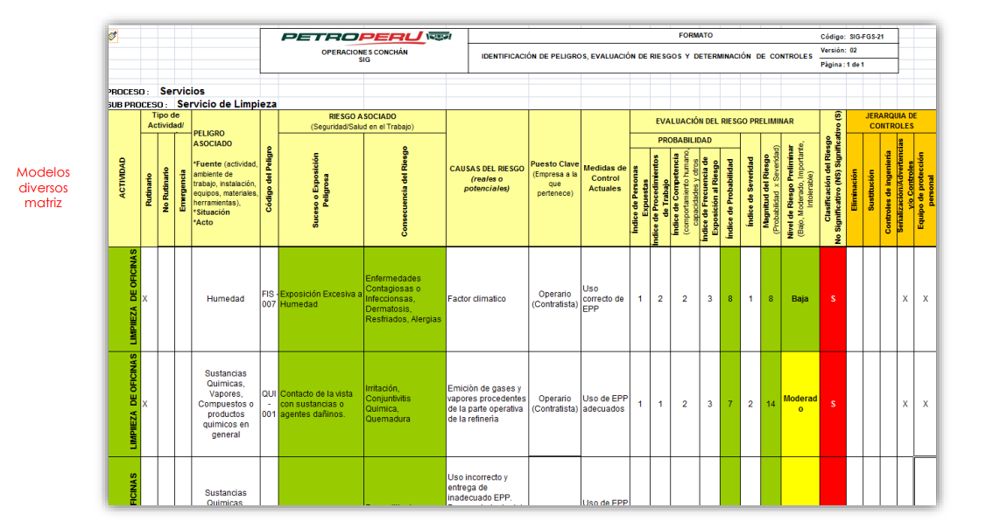 Modelos
diversos
matriz
PETROPERU
OPERACIONES CONCHÁN
SIG
FORMATO
IDENTIFICACIÓN DE PELIGROS, EVALUACIÓN DE RIESGOS Y DETERMINACIÓN DE CONTROLES
Código: SIG-FGS-21
Versión: 02
Página: 1 de 1
PROCESO : Servicios
SUB PROCESO : Servicio de Limpieza
ACTIVIDAD
Tipo de
Actividad/
Rutinario
No Rutinario
Emergencia
PELIGRO
ASOCIADO
*Fuente (actividad,
ambiente de
trabajo, instalación,
equipos, materiales,
herramientas),
*Situación
*Acto
Código del Peligro
RIESGO ASOCIADO
(Seguridad/Salud en el Trabajo)
Suceso o Exposición
Peligrosa
Consecuencia del Riesgo
CAUSAS DEL RIESGO
(reales o
potenciales)
Puesto Clave
(Empresa a la
que
pertenece)
Medidas de
Control
Actuales
EVALUACIÓN DEL RIESGO PRELIMINAR
PROBABILIDAD
Índice de Personas
Expuestas
Índice de Procedimientos
de Trabajo
Índice de Competencia
(comportamiento humano,
capacidades y otros
Índice de Frecuencia de
Exposición al Riesgo
Índice de Probabilidad
Índice de Severidad
Magnitud del Riesgo
(Probabilidad x Severidad)
Nivel de Riesgo Preliminar
(Bajo, Moderado, Importante,
Intolerable)
Clasificación del Riesgo
No Significativo (NS) Significativo (S)
JERARQUIA DE
CONTROLES
Eliminación
Sustitución
Controles de ingeniería
Señalización/Advertencias
y/o Controles
Equipo de protección
personal
LIMPIIEZA DE OFICINAS
X
Humedad
FIS -
007
Exposición Excesiva a
Humedad
Enfermedades
Contagiosas o
Infeccionsas,
Dermatosis,
Resfriados, Alergias
Factor climatico
Operario
(Contratista)
Uso
correcto de
EPP
1 2 2 3 8 1 8 Baja S X X
LIMPIIEZA DE OFICINAS
X
Sustancias
Quimicas,
Vapores,
Compuestos o
productos
quimicos en
general
QUI
-
001
Contacto de la vista
con sustancias o
agentes dañinos.
Irritación,
Conjuntivitis
Quimica,
Quemadura
Emiciòn de gases y
vapores procedentes
de la parte operativa
de la refineria
Operario
(Contratista)
Uso de EPP
adecuados
1 1 2 3 7 2 14 Moderad
o
S X X
OFICINAS
Sustancias
Quimicas
Uso incorrecto y
entrega de
inadecuado EPP.
Uso de EPP